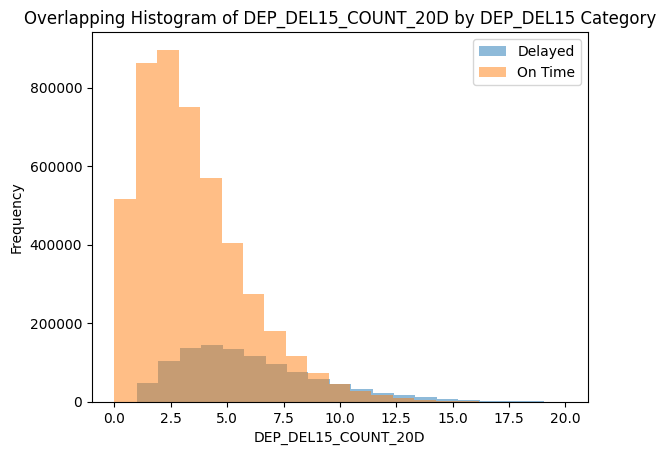 Overlapping Histogram of DEP_DEL15_COUNT_20D by DEP_DEL15 Category
Delayed
On Time
800000
600000
400000
200000
0
Frequency
0.0 2.5 5.0 7.5 10.0 12.5 15.0 17.5 20.0
DEP_DEL15_COUNT_20D